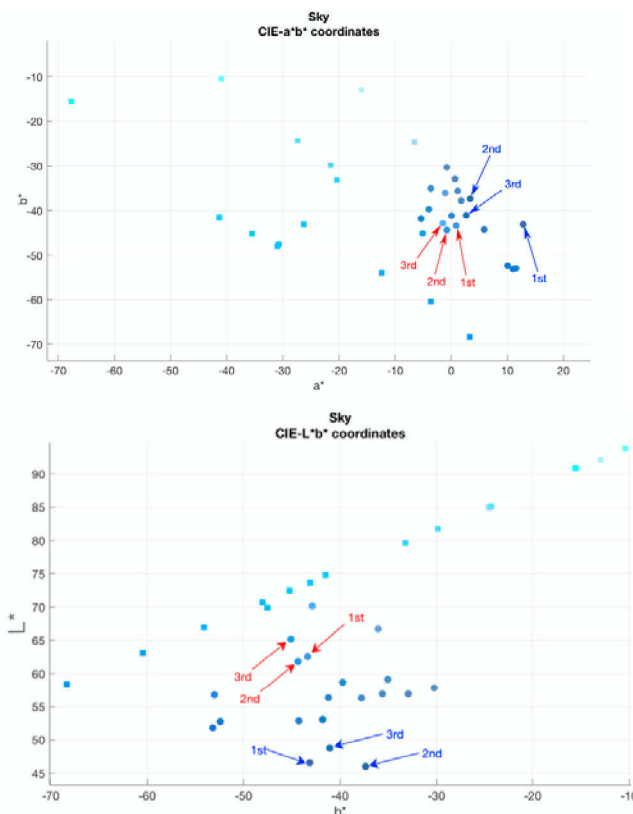 Sky
CIE-a*b* coordinates
-10
-20
-30
-40
-50
-60
-70
b*
2nd
3rd
3rd
2nd
1st
1st
-70 -60 -50 -40 -30 -20 -10 0 10 20
a*
Sky
CIE-L*b* coordinates
90
85
80
75
70
65
60
55
50
45
L*
1st
3rd
2nd
3rd
1st
2nd
-70 -60 -50 -40 -30 -20 -10
b*